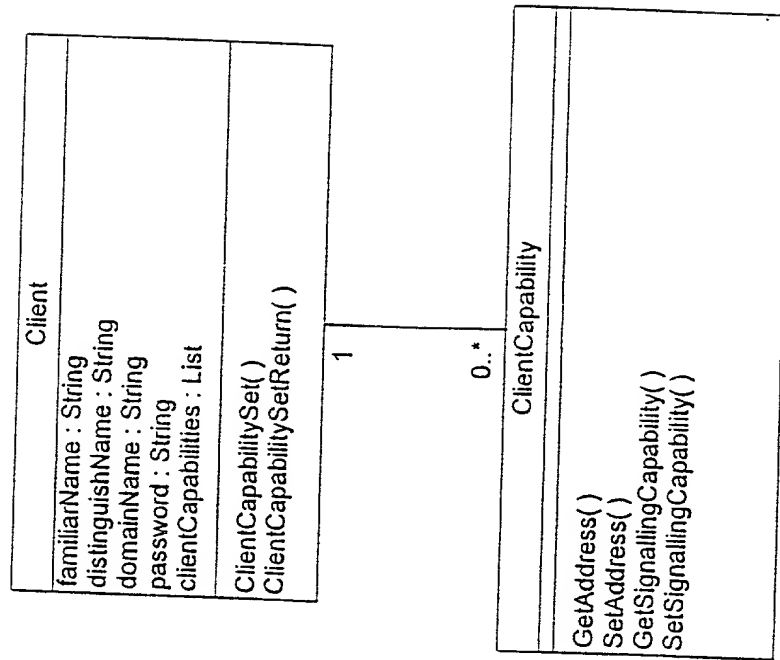 Client
familiarName : String
distinguishName : String
domainName : String
password : String
clientCapabilities : List
ClientCapabilitySet( )
ClientCapabilitySetReturn( )
1
0..*
ClientCapability
GetAddress( )
SetAddress( )
GetSignallingCapability( )
SetSignallingCapability( )